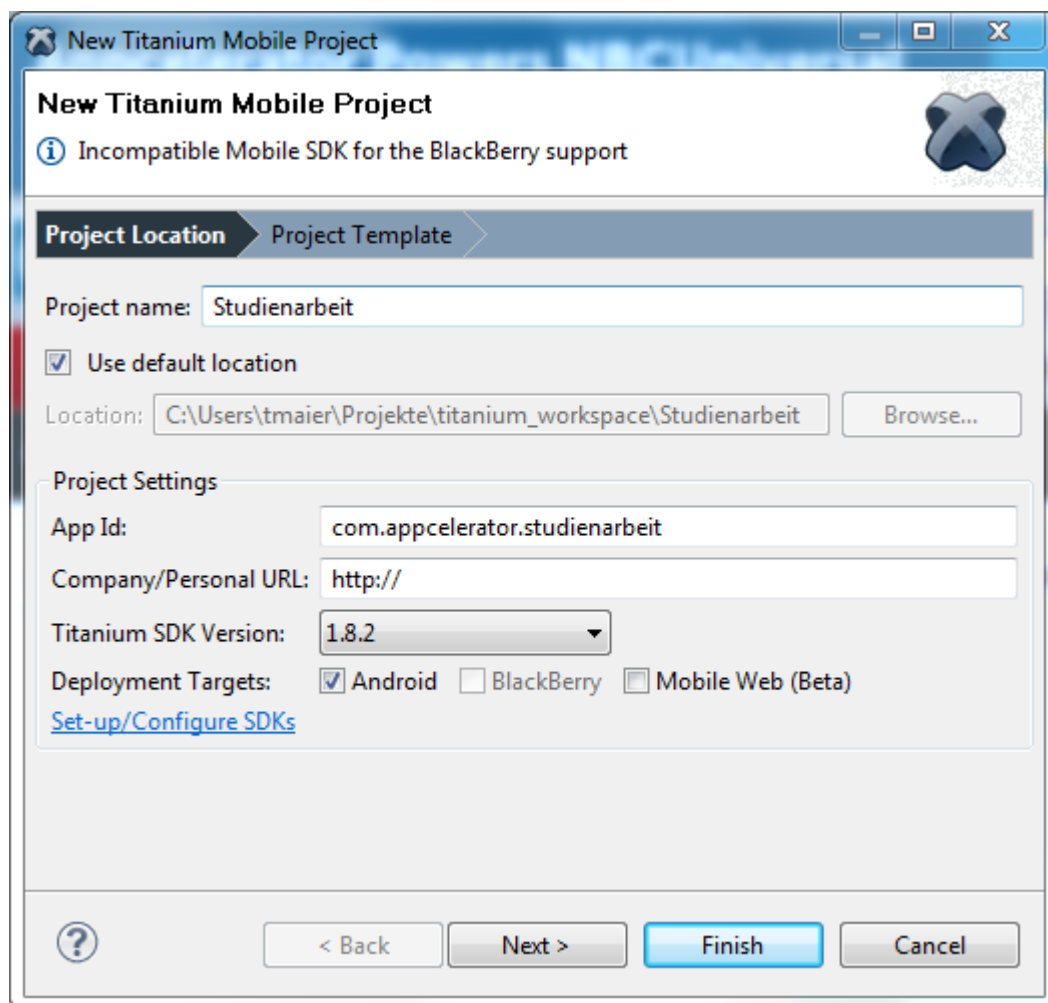 New Titanium Mobile Project
Appcelerator Powers NBCUniversal
New Titanium Mobile Project
Incompatible Mobile SDK for the BlackBerry support
Project Location Project Template
Project name: Studienarbeit
Use default location
Location: C:\Users\tmaier\Projekte\titanium_workspace\Studienarbeit Browse...
Project Settings
App Id: com.appcelerator.studienarbeit
Company/Personal URL: http://
Titanium SDK Version: 1.8.2
Deployment Targets: Android BlackBerry Mobile Web (Beta)
Set-up/Configure SDKs
? < Back Next > Finish Cancel